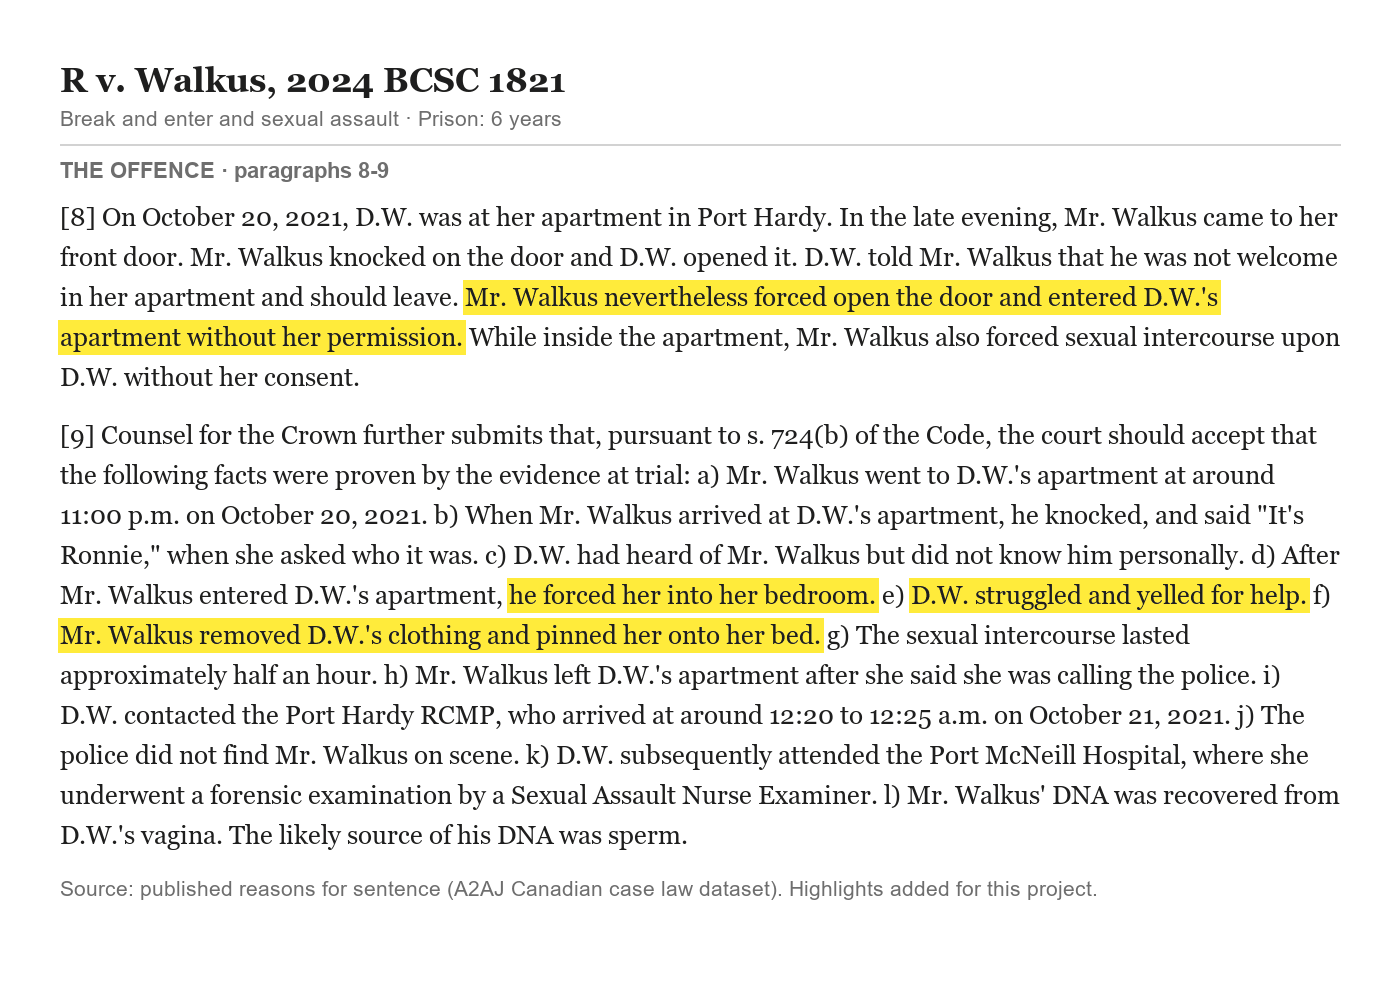 R v. Walkus, 2024 BCSC 1821
Break and enter and sexual assault · Prison: 6 years
THE OFFENCE · paragraphs 8-9
[8] On October 20, 2021, D.W. was at her apartment in Port Hardy. In the late evening, Mr. Walkus came to her
front door. Mr. Walkus knocked on the door and D.W. opened it. D.W. told Mr. Walkus that he was not welcome
in her apartment and should leave. Mr. Walkus nevertheless forced open the door and entered D.W.'s
apartment without her permission. While inside the apartment, Mr. Walkus also forced sexual intercourse upon
D.W. without her consent.
[9] Counsel for the Crown further submits that, pursuant to s. 724(b) of the Code, the court should accept that
the following facts were proven by the evidence at trial: a) Mr. Walkus went to D.W.'s apartment at around
11:00 p.m. on October 20, 2021. b) When Mr. Walkus arrived at D.W.'s apartment, he knocked, and said "It's
Ronnie," when she asked who it was. c) D.W. had heard of Mr. Walkus but did not know him personally. d) After
Mr. Walkus entered D.W.'s apartment, he forced her into her bedroom. e) D.W. struggled and yelled for help. f)
Mr. Walkus removed D.W.'s clothing and pinned her onto her bed. g) The sexual intercourse lasted
approximately half an hour. h) Mr. Walkus left D.W.'s apartment after she said she was calling the police. i)
D.W. contacted the Port Hardy RCMP, who arrived at around 12:20 to 12:25 a.m. on October 21, 2021. j) The
police did not find Mr. Walkus on scene. k) D.W. subsequently attended the Port McNeill Hospital, where she
underwent a forensic examination by a Sexual Assault Nurse Examiner. l) Mr. Walkus' DNA was recovered from
D.W.'s vagina. The likely source of his DNA was sperm.
Source: published reasons for sentence (A2AJ Canadian case law dataset). Highlights added for this project.